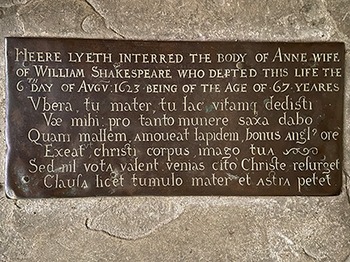 HEERE LYETH INTERRED THE BODY OF ANNE WIFE
OF WILLIAM SHAKESPEARE WHO DEPTED THIS LIFE THE
6TH DAY OF AVGV: 1623 BEING OF THE AGE OF 67 YEARES
Vbera, tu mater, tu lac, vitamq dedisti
Væ mihi: pro tanto munere saxa dabo
Quam mallem, amoueat lapidem, bonus angl' ore'
Exeat christi corpus imago tua
Sed nil vota valent venias cito Christe resurget
Clausa licet tumulo mater et astra petet